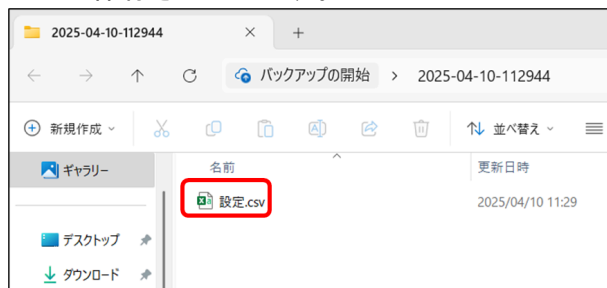 2025-04-10-112944
バックアップの開始 > 2025-04-10-112944
新規作成
並べ替え
ギャラリー
名前
更新日時
設定.csv
2025/04/10 11:29
デスクトップ
ダウンロード